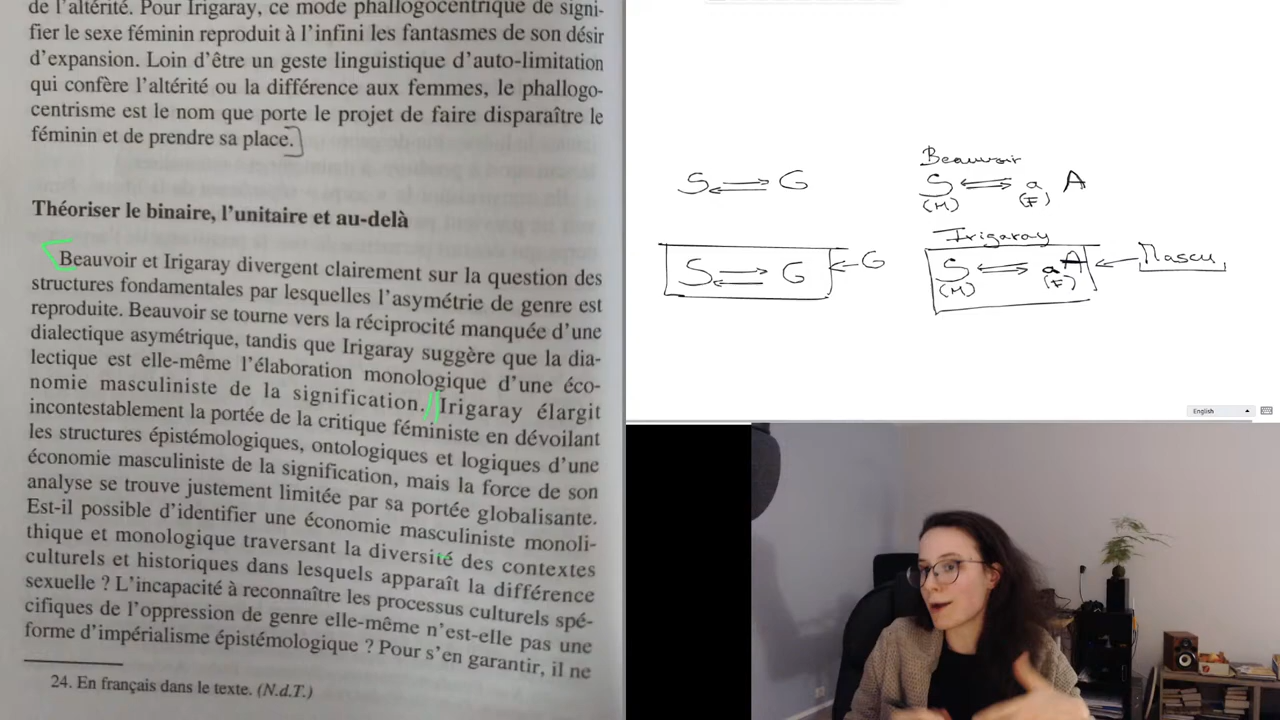 de l'altérité. Pour Irigaray, ce mode phallogocentrique de signi-
fier le sexe féminin reproduit à l'infini les fantasmes de son désir
d'expansion. Loin d'être un geste linguistique d'auto-limitation
qui confère l'altérité ou la différence aux femmes, le phallogo-
centrisme est le nom que porte le projet de faire disparaître le
féminin et de prendre sa place.
Théoriser le binaire, l'unitaire et au-delà
Beauvoir et Irigaray divergent clairement sur la question des
structures fondamentales par lesquelles l'asymétrie de genre est
reproduite. Beauvoir se tourne vers la réciprocité manquée d'une
dialectique asymétrique, tandis que Irigaray suggère que la dia-
lectique est elle-même l'élaboration monologique d'une éco-
nomie masculiniste de la signification. Irigaray élargit
incontestablement la portée de la critique féministe en dévoilant
les structures épistémologiques, ontologiques et logiques d'une
économie masculiniste de la signification, mais la force de son
analyse se trouve justement limitée par sa portée globalisante.
Est-il possible d'identifier une économie masculiniste monoli-
thique et monologique traversant la diversité des contextes
culturels et historiques dans lesquels apparaît la différence
sexuelle ? L'incapacité à reconnaître les processus culturels spé-
cifiques de l'oppression de genre elle-même n'est-elle pas une
forme d'impérialisme épistémologique ? Pour s'en garantir, il ne
24. En français dans le texte. (N.d.T.)
Beauvoir
S G
S a, A
(M) (F)
Irigaray
S G G
S a A Mascu
(M) (F)
English